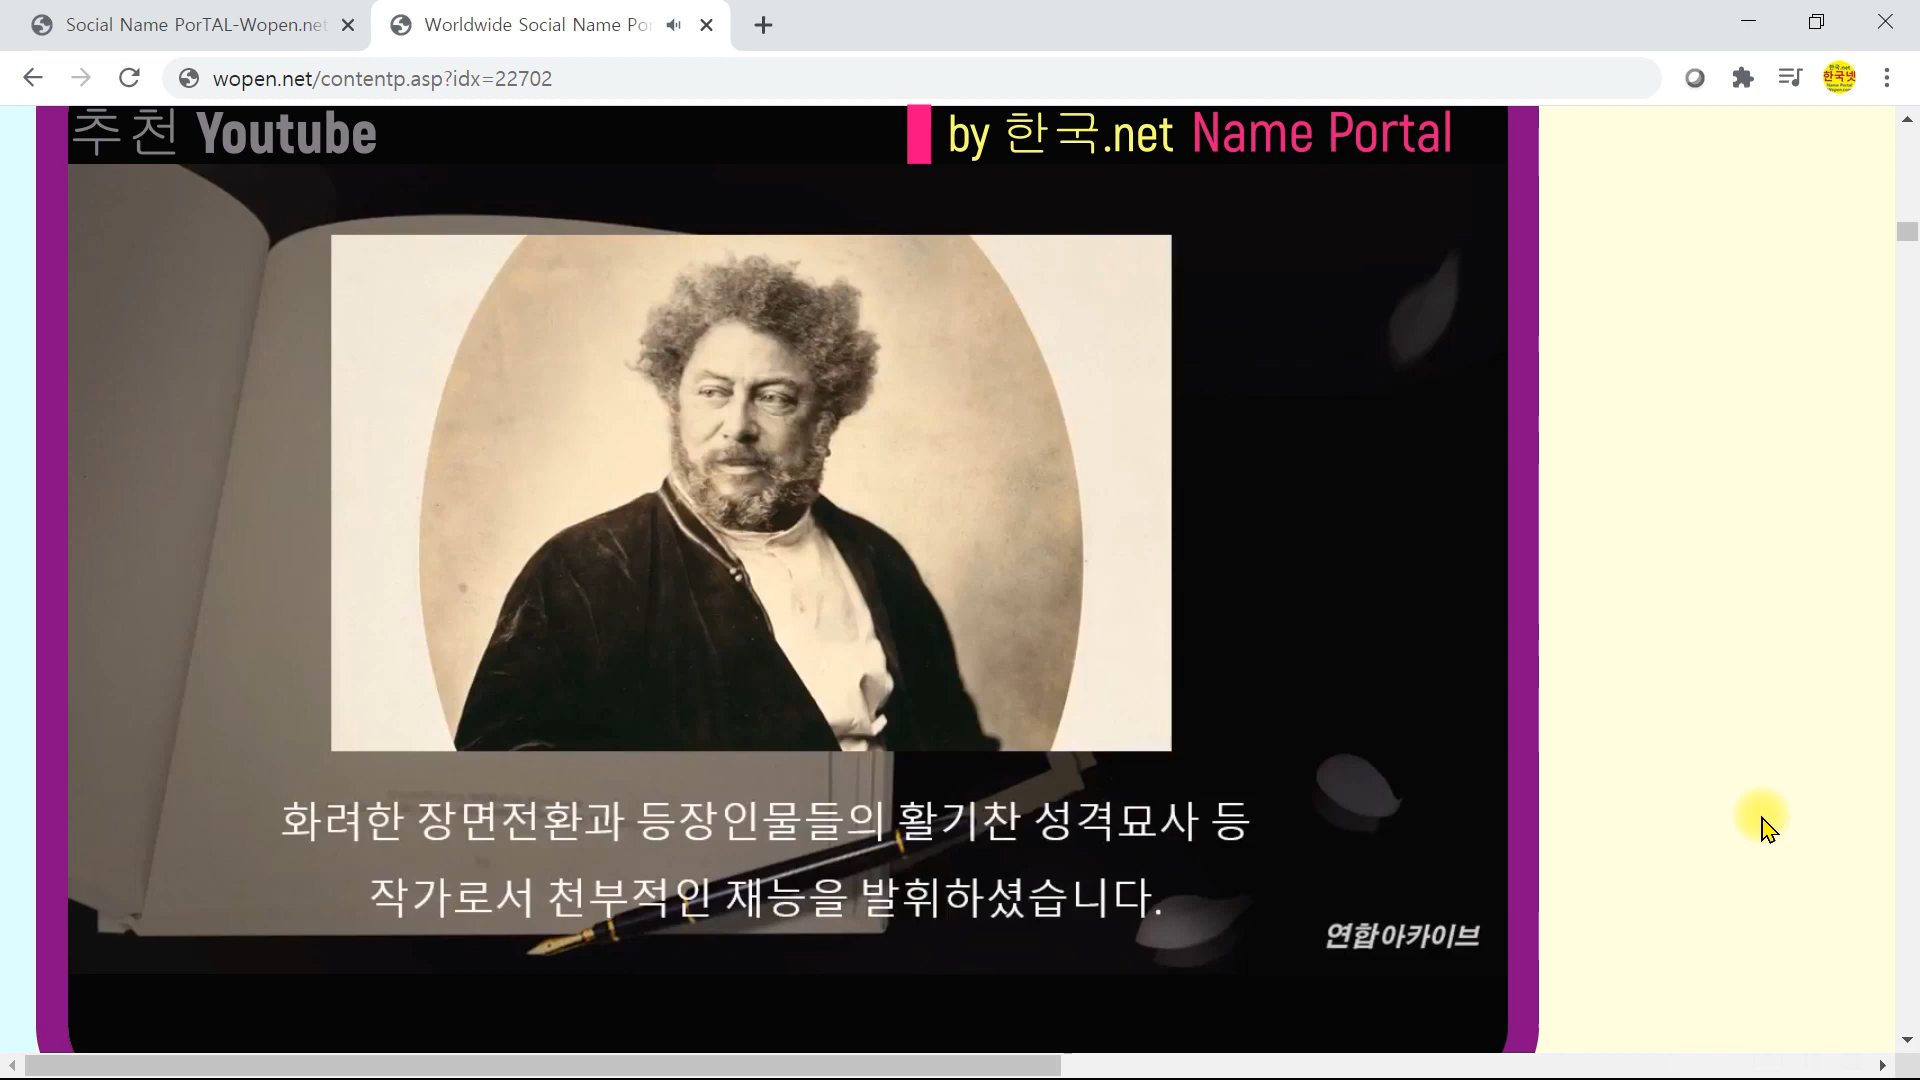 Social Name PorTAL-Wopen.net
Worldwide Social Name Por
wopen.net/contentp.asp?idx=22702
추천 Youtube
by 한국.net Name Portal
화려한 장면전환과 등장인물들의 활기찬 성격묘사 등
작가로서 천부적인 재능을 발휘하셨습니다.
연합아카이브